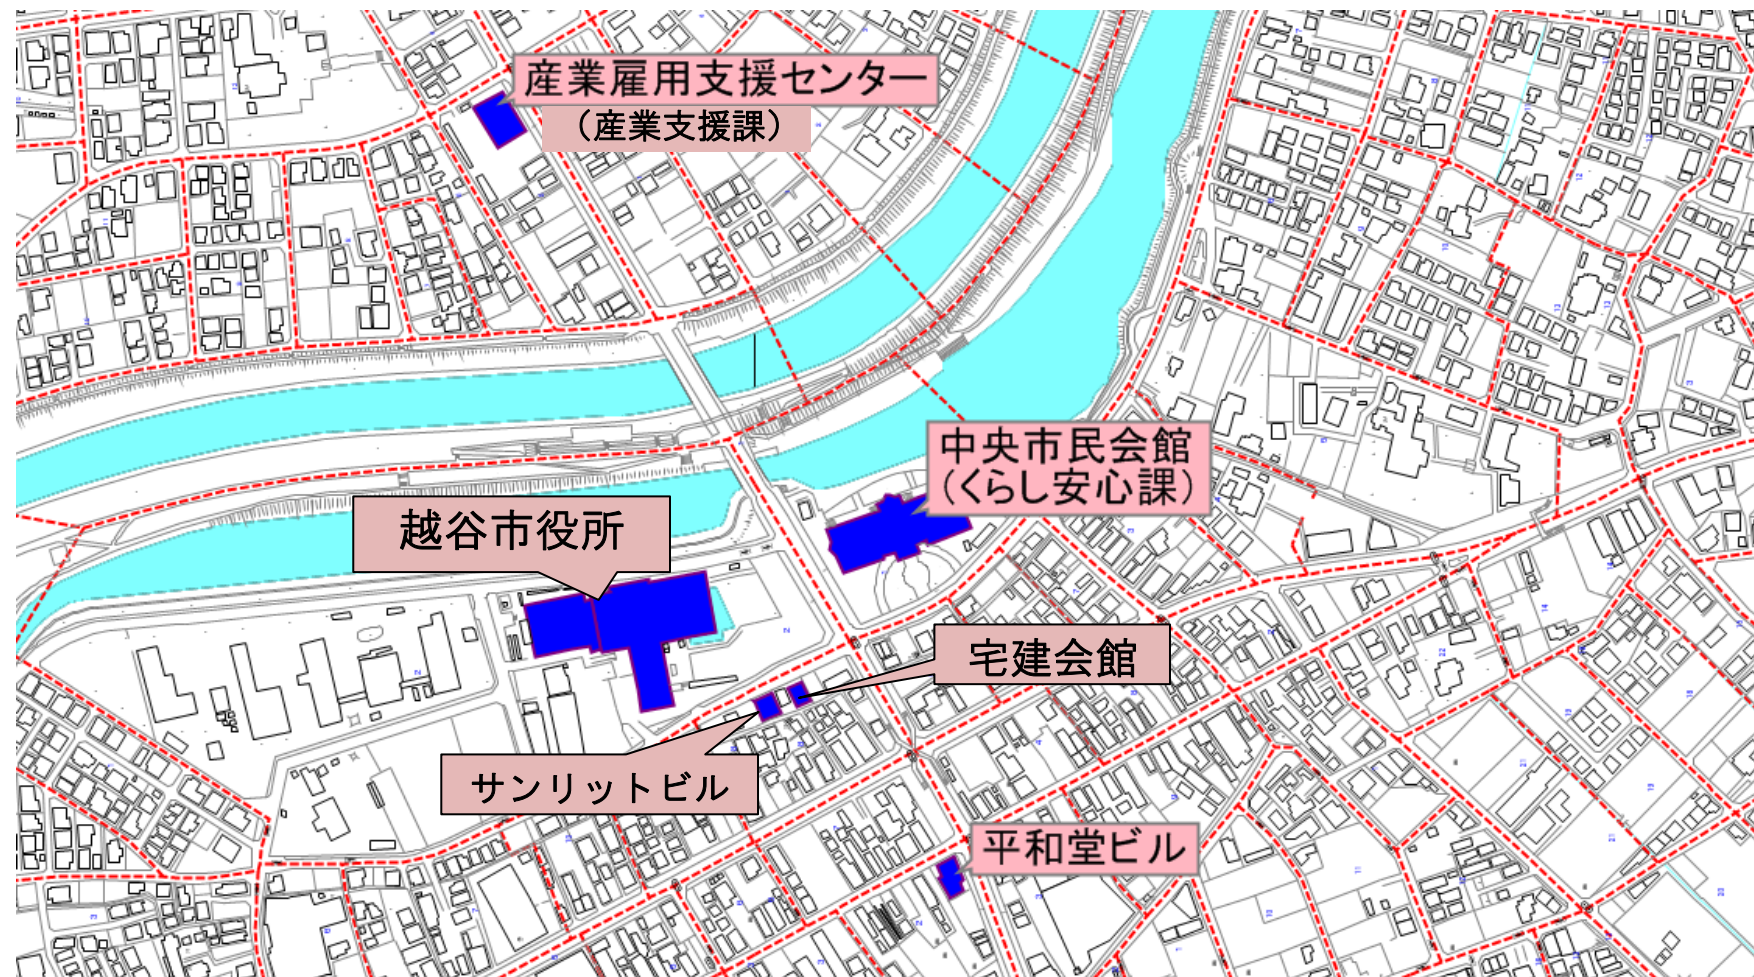 産業雇用支援センター
（産業支援課）
中央市民会館
（くらし安心課）
越谷市役所
宅建会館
サンリットビル
平和堂ビル